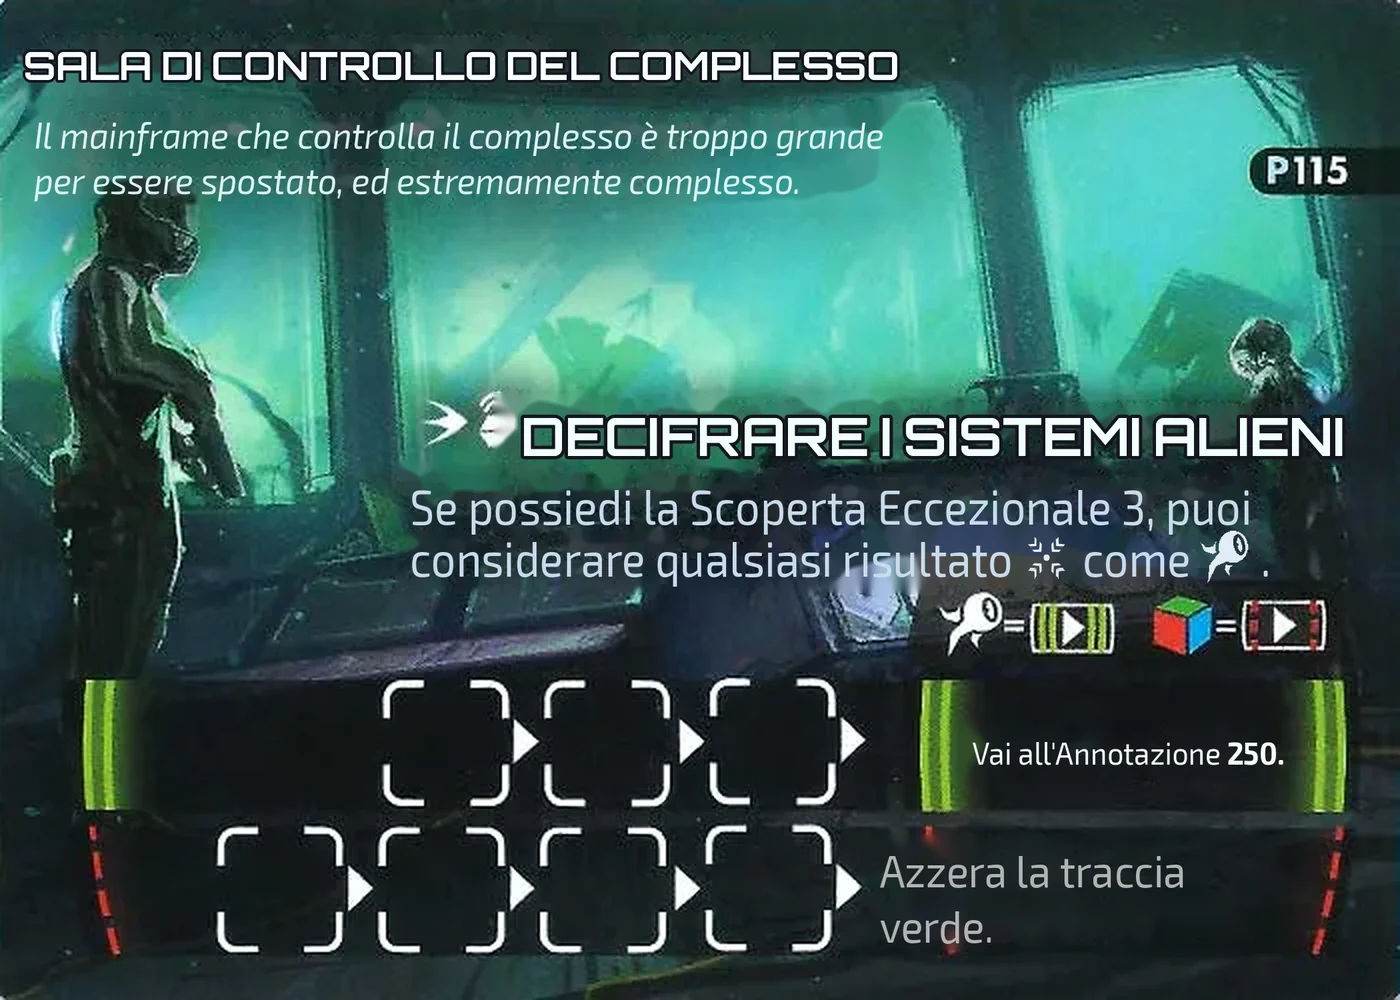 SALA DI CONTROLLO DEL COMPLESSO
Il mainframe che controlla il complesso è troppo grande
per essere spostato, ed estremamente complesso.
P115
DECIFRARE I SISTEMI ALIENI
Se possiedi la Scoperta Eccezionale 3, puoi
considerare qualsiasi risultato come .
= =
Vai all'Annotazione 250.
Azzera la traccia
verde.